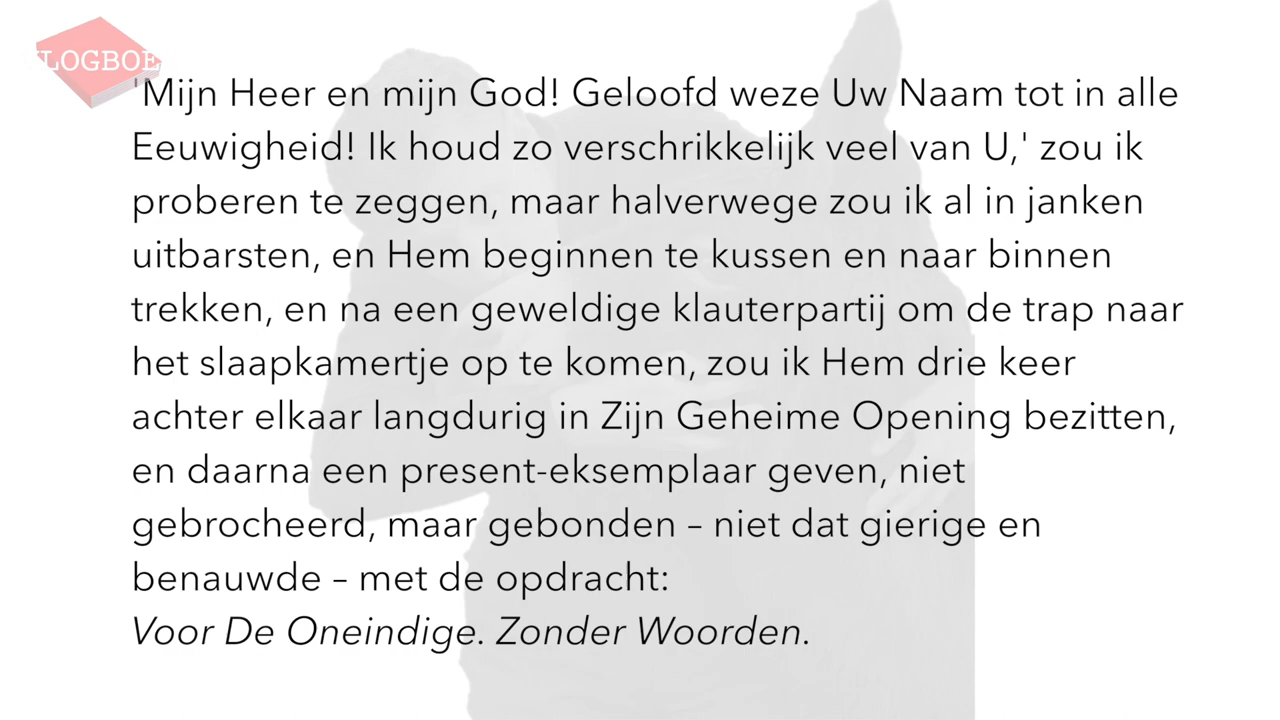 LOGBOE
'Mijn Heer en mijn God! Geloofd weze Uw Naam tot in alle
Eeuwigheid! Ik houd zo verschrikkelijk veel van U,' zou ik
proberen te zeggen, maar halverwege zou ik al in janken
uitbarsten, en Hem beginnen te kussen en naar binnen
trekken, en na een geweldige klauterpartij om de trap naar
het slaapkamertje op te komen, zou ik Hem drie keer
achter elkaar langdurig in Zijn Geheime Opening bezitten,
en daarna een present-eksemplaar geven, niet
gebrocheerd, maar gebonden – niet dat gierige en
benauwde – met de opdracht:
Voor De Oneindige. Zonder Woorden.